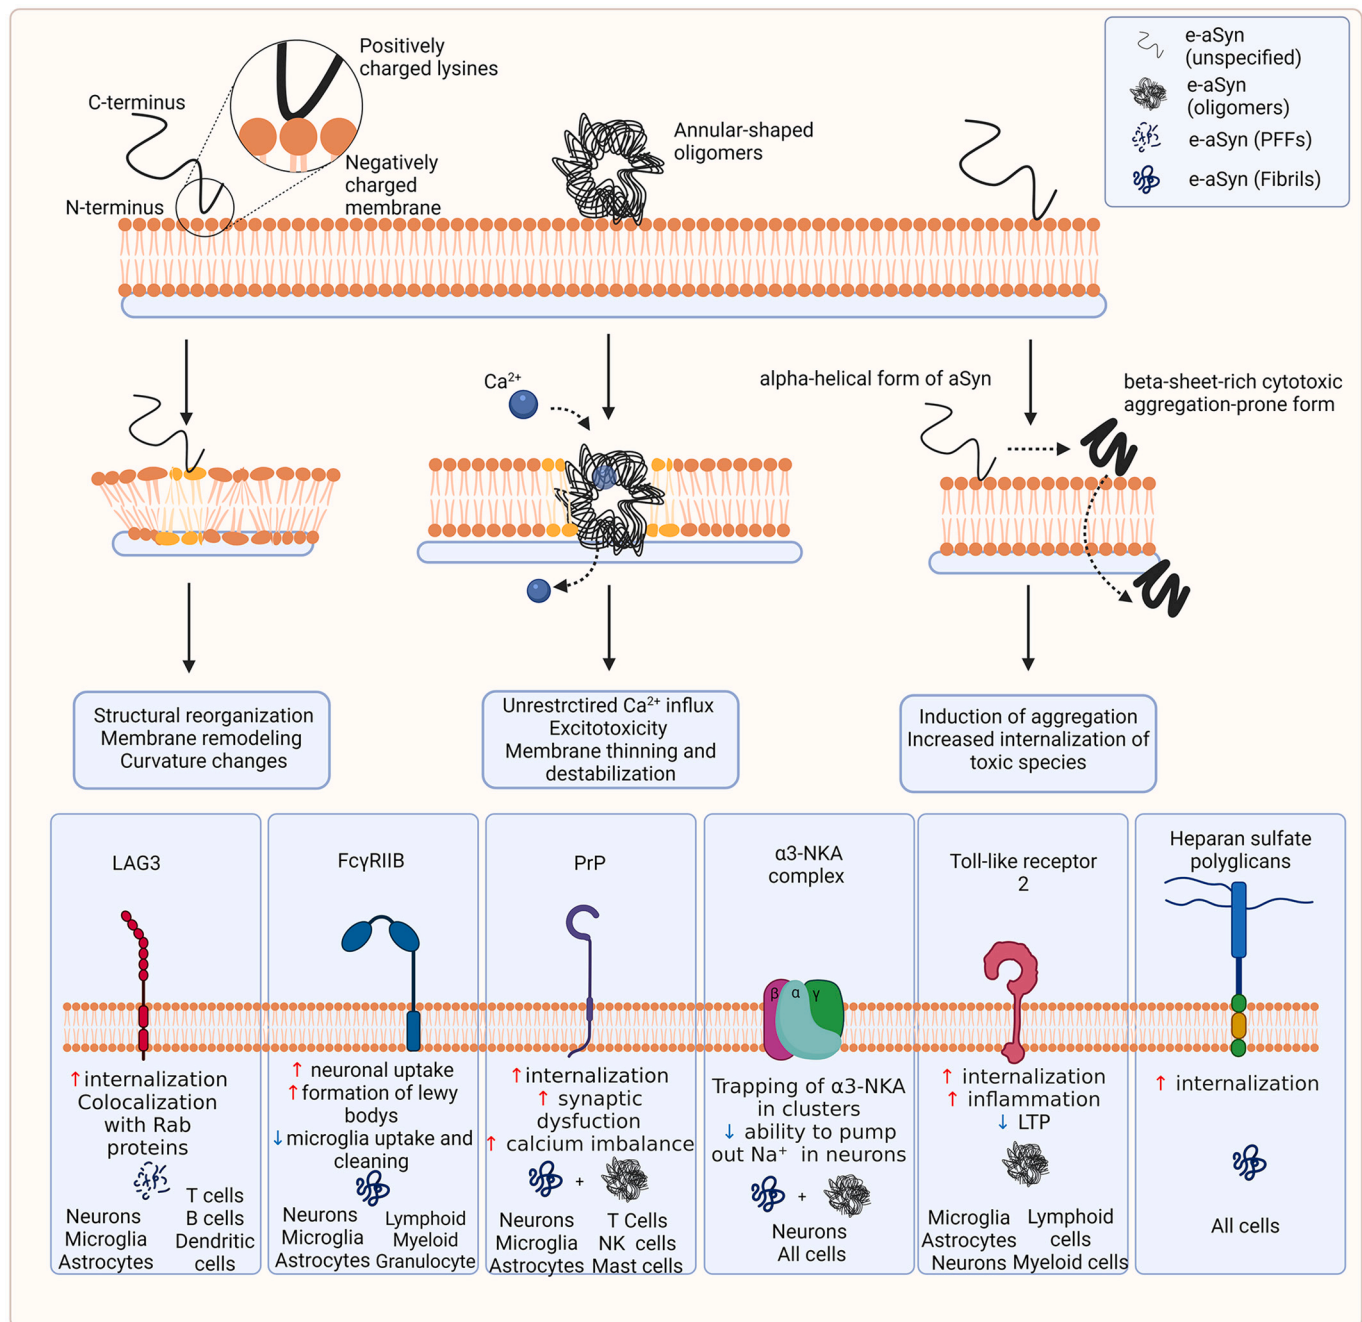 Positively
charged lysines
C-terminus
Negatively
charged
membrane
N-terminus
Annular-shaped
oligomers
e-aSyn
(unspecified)
e-aSyn
(oligomers)
e-aSyn (PFFs)
e-aSyn (Fibrils)
Ca²⁺
alpha-helical form of aSyn
beta-sheet-rich cytotoxic
aggregation-prone form
Structural reorganization
Membrane remodeling
Curvature changes
Unrestrctired Ca²⁺ influx
Excitotoxicity
Membrane thinning and
destabilization
Induction of aggregation
Increased internalization of
toxic species
LAG3
↑internalization
Colocalization
with Rab
proteins
Neurons
Microglia
Astrocytes
T cells
B cells
Dendritic
cells
FcγRIIB
↑ neuronal uptake
↑formation of lewy
bodys
↓microglia uptake and
cleaning
Neurons
Microglia
Astrocytes
Lymphoid
Myeloid
Granulocyte
PrP
↑internalization
↑ synaptic
dysfuction
↑ calcium imbalance
+
Neurons
Microglia
Astrocytes
T Cells
NK cells
Mast cells
α3-NKA
complex
β α γ
Trapping of α3-NKA
in clusters
↓ ability to pump
out Na⁺ in neurons
+
Neurons
All cells
Toll-like receptor
2
↑ internalization
↑ inflammation
↓ LTP
Microglia
Astrocytes
Neurons
Lymphoid
cells
Myeloid cells
Heparan sulfate
polyglicans
↑ internalization
All cells